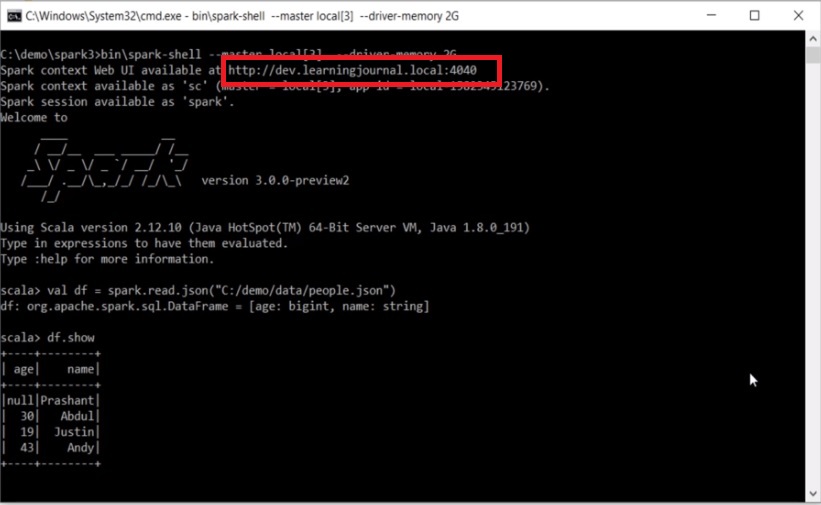 C:\Windows\System32\cmd.exe - bin\spark-shell --master local[3] --driver-memory 2G
C:\demo\spark3>bin\spark-shell --master local[3] --driver-memory 2G
Spark context Web UI available at http://dev.learningjournal.local:4040
Spark context available as 'sc' (master = local[3], app id = local-1582549123769).
Spark session available as 'spark'.
Welcome to
Spark version 3.0.0-preview2
Using Scala version 2.12.10 (Java HotSpot(TM) 64-Bit Server VM, Java 1.8.0_191)
Type in expressions to have them evaluated.
Type :help for more information.
scala> val df = spark.read.json("C:/demo/data/people.json")
df: org.apache.spark.sql.DataFrame = [age: bigint, name: string]
scala> df.show
+----+--------+
| age|    name|
+----+--------+
|null|Prashant|
|  30|   Abdul|
|  19|  Justin|
|  43|    Andy|
+----+--------+